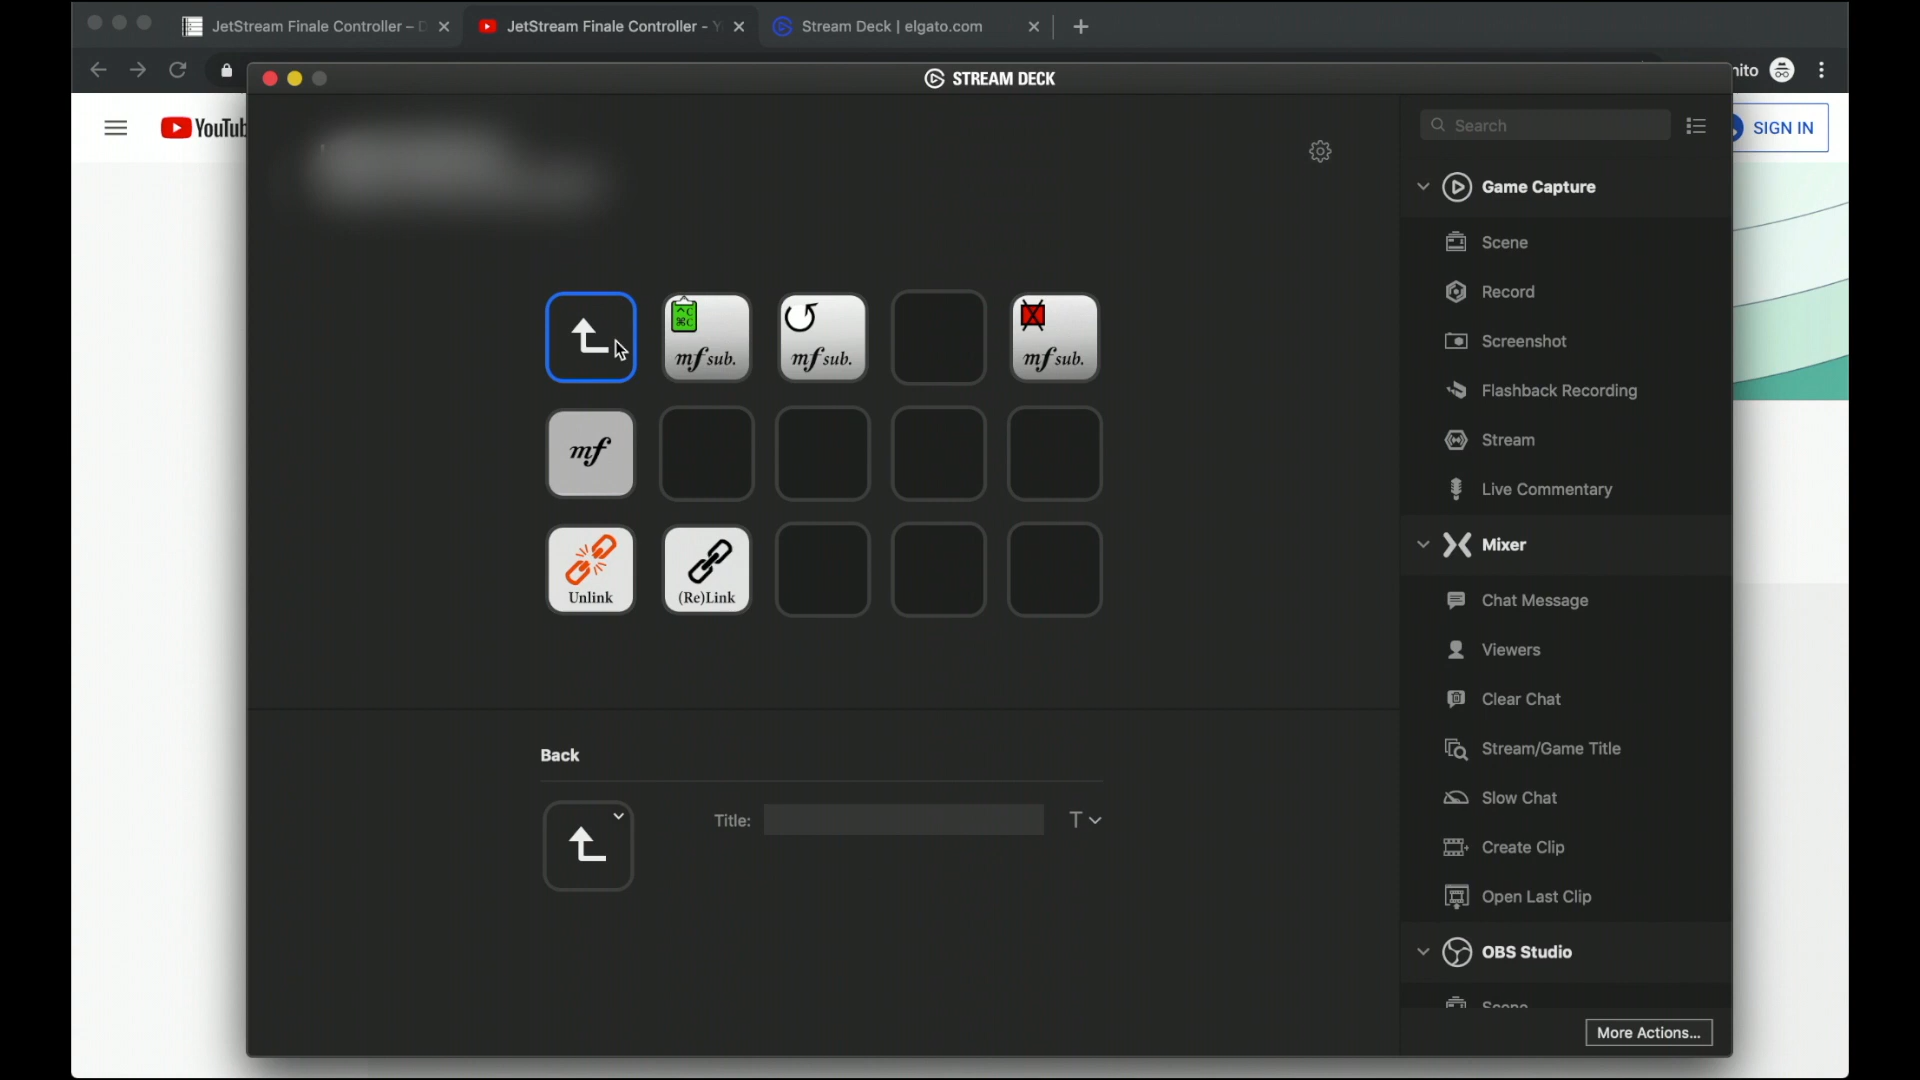 JetStream Finale Controller –
JetStream Finale Controller -
Stream Deck | elgato.com
STREAM DECK
SIGN IN
Search
Game Capture
Scene
Record
Screenshot
Flashback Recording
Stream
Live Commentary
Mixer
Chat Message
Viewers
Clear Chat
Stream/Game Title
Slow Chat
Create Clip
Open Last Clip
OBS Studio
Scene
More Actions...
^C
⌘C
mf sub.
mf sub.
mf sub.
mf
Unlink
(Re)Link
Back
Title:
T